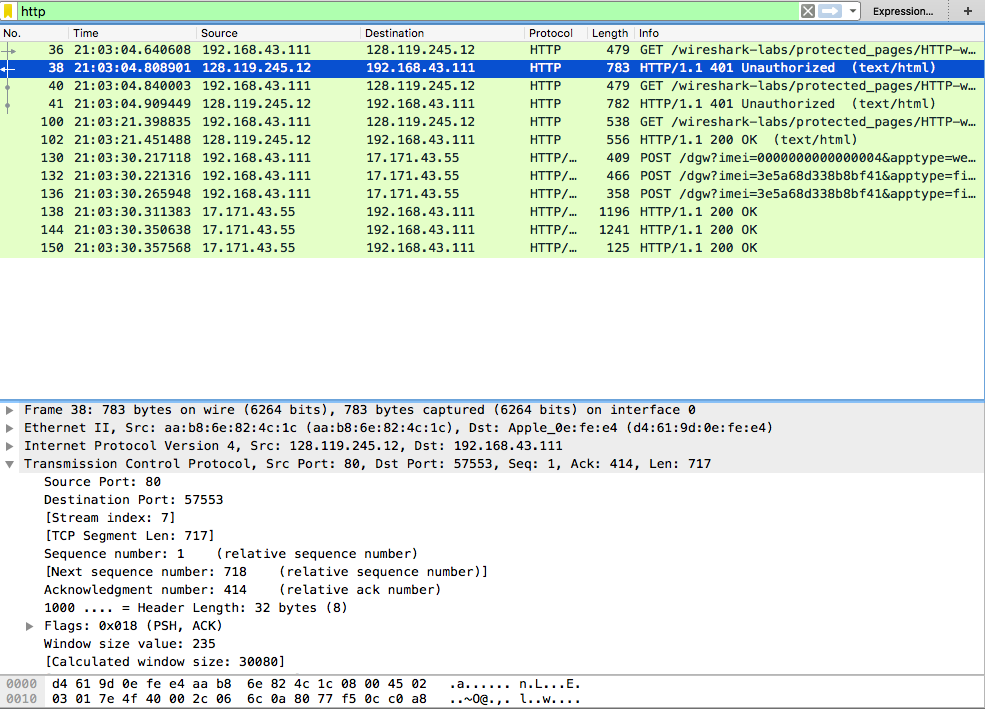 http Expression... +
No. Time Source Destination Protocol Length Info
36 21:03:04.640608 192.168.43.111 128.119.245.12 HTTP 479 GET /wireshark-labs/protected_pages/HTTP-w…
38 21:03:04.808901 128.119.245.12 192.168.43.111 HTTP 783 HTTP/1.1 401 Unauthorized (text/html)
40 21:03:04.840003 192.168.43.111 128.119.245.12 HTTP 479 GET /wireshark-labs/protected_pages/HTTP-w…
41 21:03:04.909449 128.119.245.12 192.168.43.111 HTTP 782 HTTP/1.1 401 Unauthorized (text/html)
100 21:03:21.398835 192.168.43.111 128.119.245.12 HTTP 538 GET /wireshark-labs/protected_pages/HTTP-w…
102 21:03:21.451488 128.119.245.12 192.168.43.111 HTTP 556 HTTP/1.1 200 OK (text/html)
130 21:03:30.217118 192.168.43.111 17.171.43.55 HTTP/… 409 POST /dgw?imei=0000000000000004&apptype=we…
132 21:03:30.221316 192.168.43.111 17.171.43.55 HTTP/… 466 POST /dgw?imei=3e5a68d338b8bf41&apptype=fi…
136 21:03:30.265948 192.168.43.111 17.171.43.55 HTTP/… 358 POST /dgw?imei=3e5a68d338b8bf41&apptype=fi…
138 21:03:30.311383 17.171.43.55 192.168.43.111 HTTP/… 1196 HTTP/1.1 200 OK
144 21:03:30.350638 17.171.43.55 192.168.43.111 HTTP/… 1241 HTTP/1.1 200 OK
150 21:03:30.357568 17.171.43.55 192.168.43.111 HTTP/… 125 HTTP/1.1 200 OK
Frame 38: 783 bytes on wire (6264 bits), 783 bytes captured (6264 bits) on interface 0
Ethernet II, Src: aa:b8:6e:82:4c:1c (aa:b8:6e:82:4c:1c), Dst: Apple_0e:fe:e4 (d4:61:9d:0e:fe:e4)
Internet Protocol Version 4, Src: 128.119.245.12, Dst: 192.168.43.111
Transmission Control Protocol, Src Port: 80, Dst Port: 57553, Seq: 1, Ack: 414, Len: 717
Source Port: 80
Destination Port: 57553
[Stream index: 7]
[TCP Segment Len: 717]
Sequence number: 1 (relative sequence number)
[Next sequence number: 718 (relative sequence number)]
Acknowledgment number: 414 (relative ack number)
1000 .... = Header Length: 32 bytes (8)
Flags: 0x018 (PSH, ACK)
Window size value: 235
[Calculated window size: 30080]
0000 d4 61 9d 0e fe e4 aa b8 6e 82 4c 1c 08 00 45 02 .a...... n.L...E.
0010 03 01 7e 4f 40 00 2c 06 6c 0a 80 77 f5 0c c0 a8 ..~O@.,. l..w....